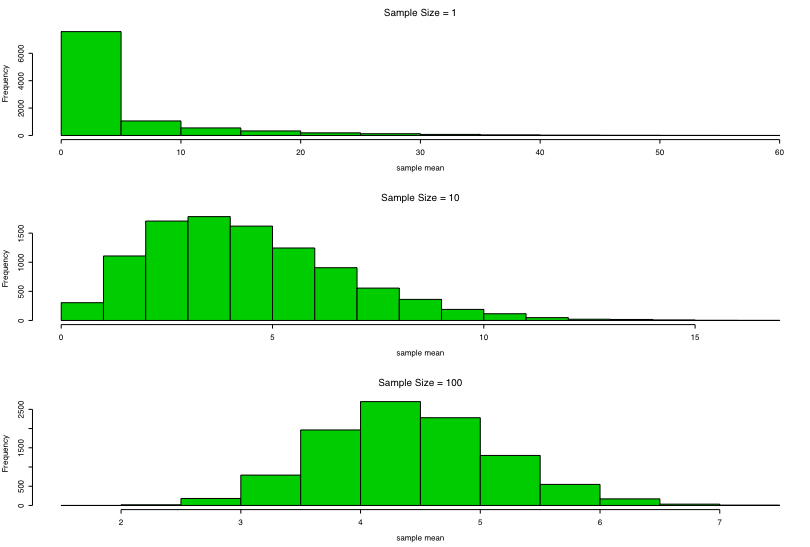 Sample Size = 1
Frequency
0 2000 4000 6000
0 10 20 30 40 50 60
sample mean
Sample Size = 10
Frequency
0 500 1000 1500
0 5 10 15
sample mean
Sample Size = 100
Frequency
0 500 1500 2500
2 3 4 5 6 7
sample mean